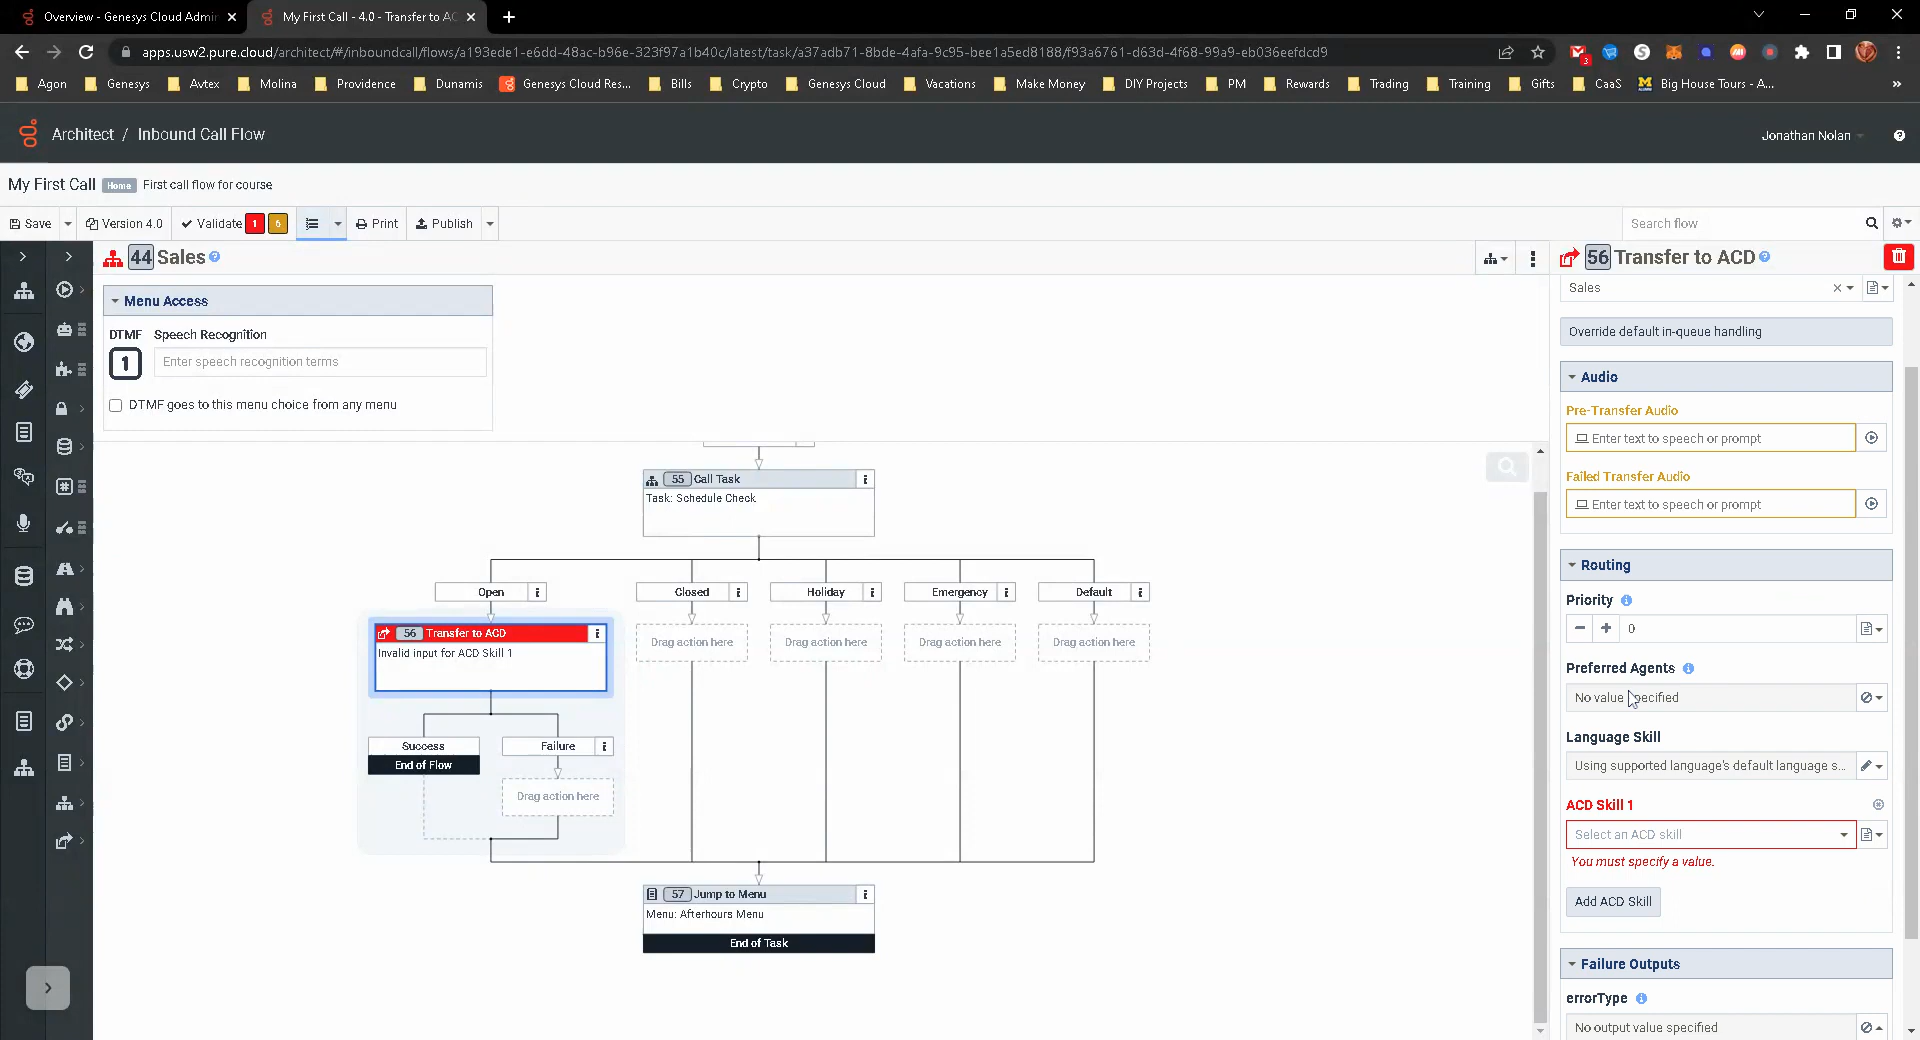 Overview - Genesys Cloud Admin
My First Call - 4.0 - Transfer to AC
apps.usw2.pure.cloud/architect/#/inboundcall/flows/a193ede1-e6dd-48ac-b96e-323f97a1b40c/latest/task/a37adb71-8bde-4afa-9c95-bee1a5ed8188/f93a6761-d63d-4f68-99a9-eb036eefdcd9
3
Agon Genesys Avtex Molina Providence Dunamis Genesys Cloud Res... Bills Crypto Genesys Cloud Vacations Make Money DIY Projects PM Rewards Trading Training Gifts CaaS Big House Tours - A... »
Architect / Inbound Call Flow
Jonathan Nolan
My First Call Home First call flow for course
Save Version 4.0 Validate 1 6 Print Publish
Search flow
44 Sales
56 Transfer to ACD
Menu Access
DTMF Speech Recognition
1 Enter speech recognition terms
DTMF goes to this menu choice from any menu
55 Call Task
Task: Schedule Check
Open Closed Holiday Emergency Default
56 Transfer to ACD
Invalid input for ACD Skill 1
Drag action here Drag action here Drag action here Drag action here
Success Failure
End of Flow
Drag action here
57 Jump to Menu
Menu: Afterhours Menu
End of Task
Sales
Override default in-queue handling
Audio
Pre-Transfer Audio
Enter text to speech or prompt
Failed Transfer Audio
Enter text to speech or prompt
Routing
Priority
0
Preferred Agents
No value specified
Language Skill
Using supported language's default language s...
ACD Skill 1
Select an ACD skill
You must specify a value.
Add ACD Skill
Failure Outputs
errorType
No output value specified